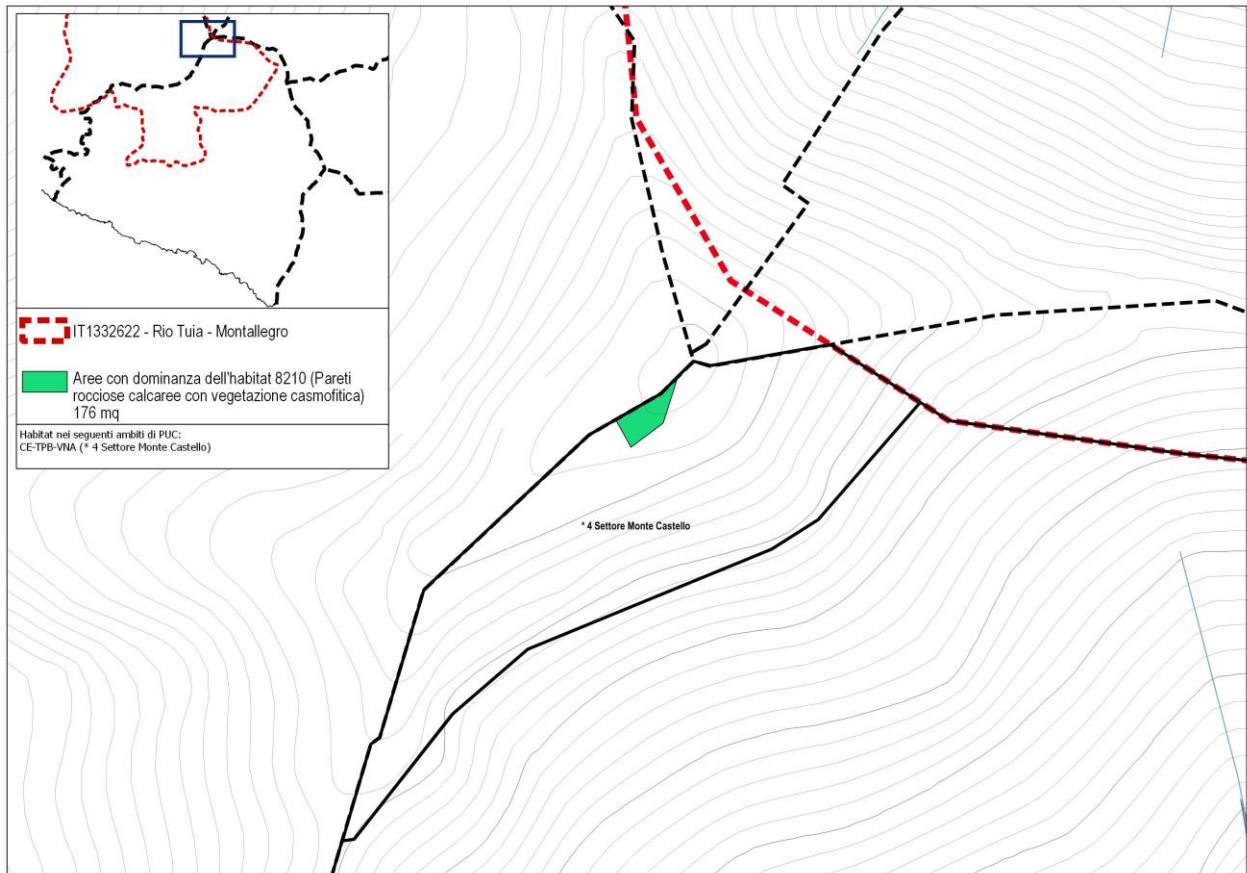 IT1332622 - Rio Tuia - Montallegro
Aree con dominanza dell'habitat 8210 (Pareti
rocciose calcaree con vegetazione casmofitica)
176 mq
Habitat nei seguenti ambiti di PUC:
CE-TPB-VNA (* 4 Settore Monte Castello)
* 4 Settore Monte Castello